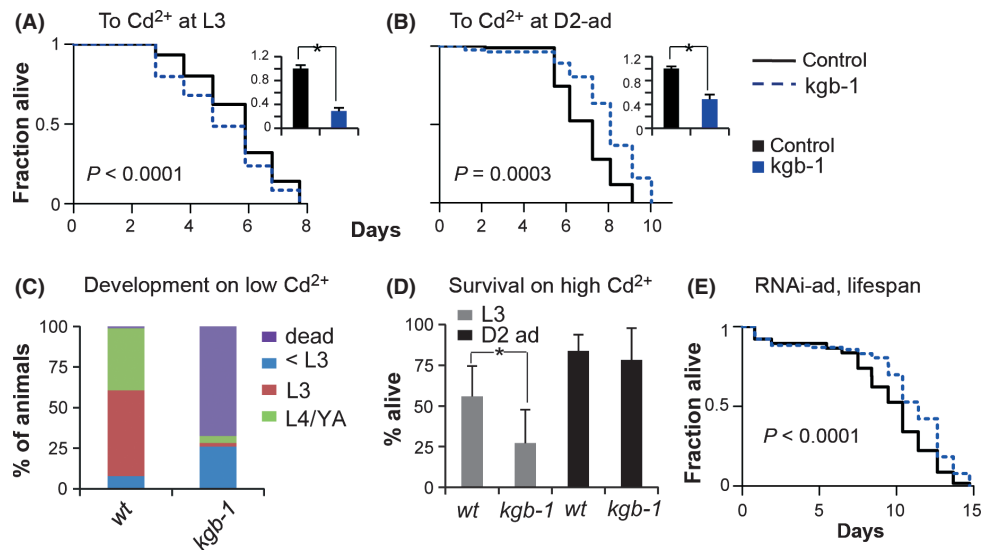 (A) To Cd²⁺ at L3
Fraction alive
1
0.5
0
0 2 4 6 8
P < 0.0001
1.2
0.8
0.4
0
*
(B) To Cd²⁺ at D2-ad
0 2 4 6 8 10
P = 0.0003
1.2
0.8
0.4
0
*
Days
Control
kgb-1
Control
kgb-1
(C) Development on low Cd²⁺
% of animals
100
75
50
25
0
wt kgb-1
dead
< L3
L3
L4/YA
(D) Survival on high Cd²⁺
% alive
100
75
50
25
0
L3
D2 ad
*
wt kgb-1 wt kgb-1
(E) RNAi-ad, lifespan
Fraction alive
1
0.5
0
P < 0.0001
0 5 10 15
Days